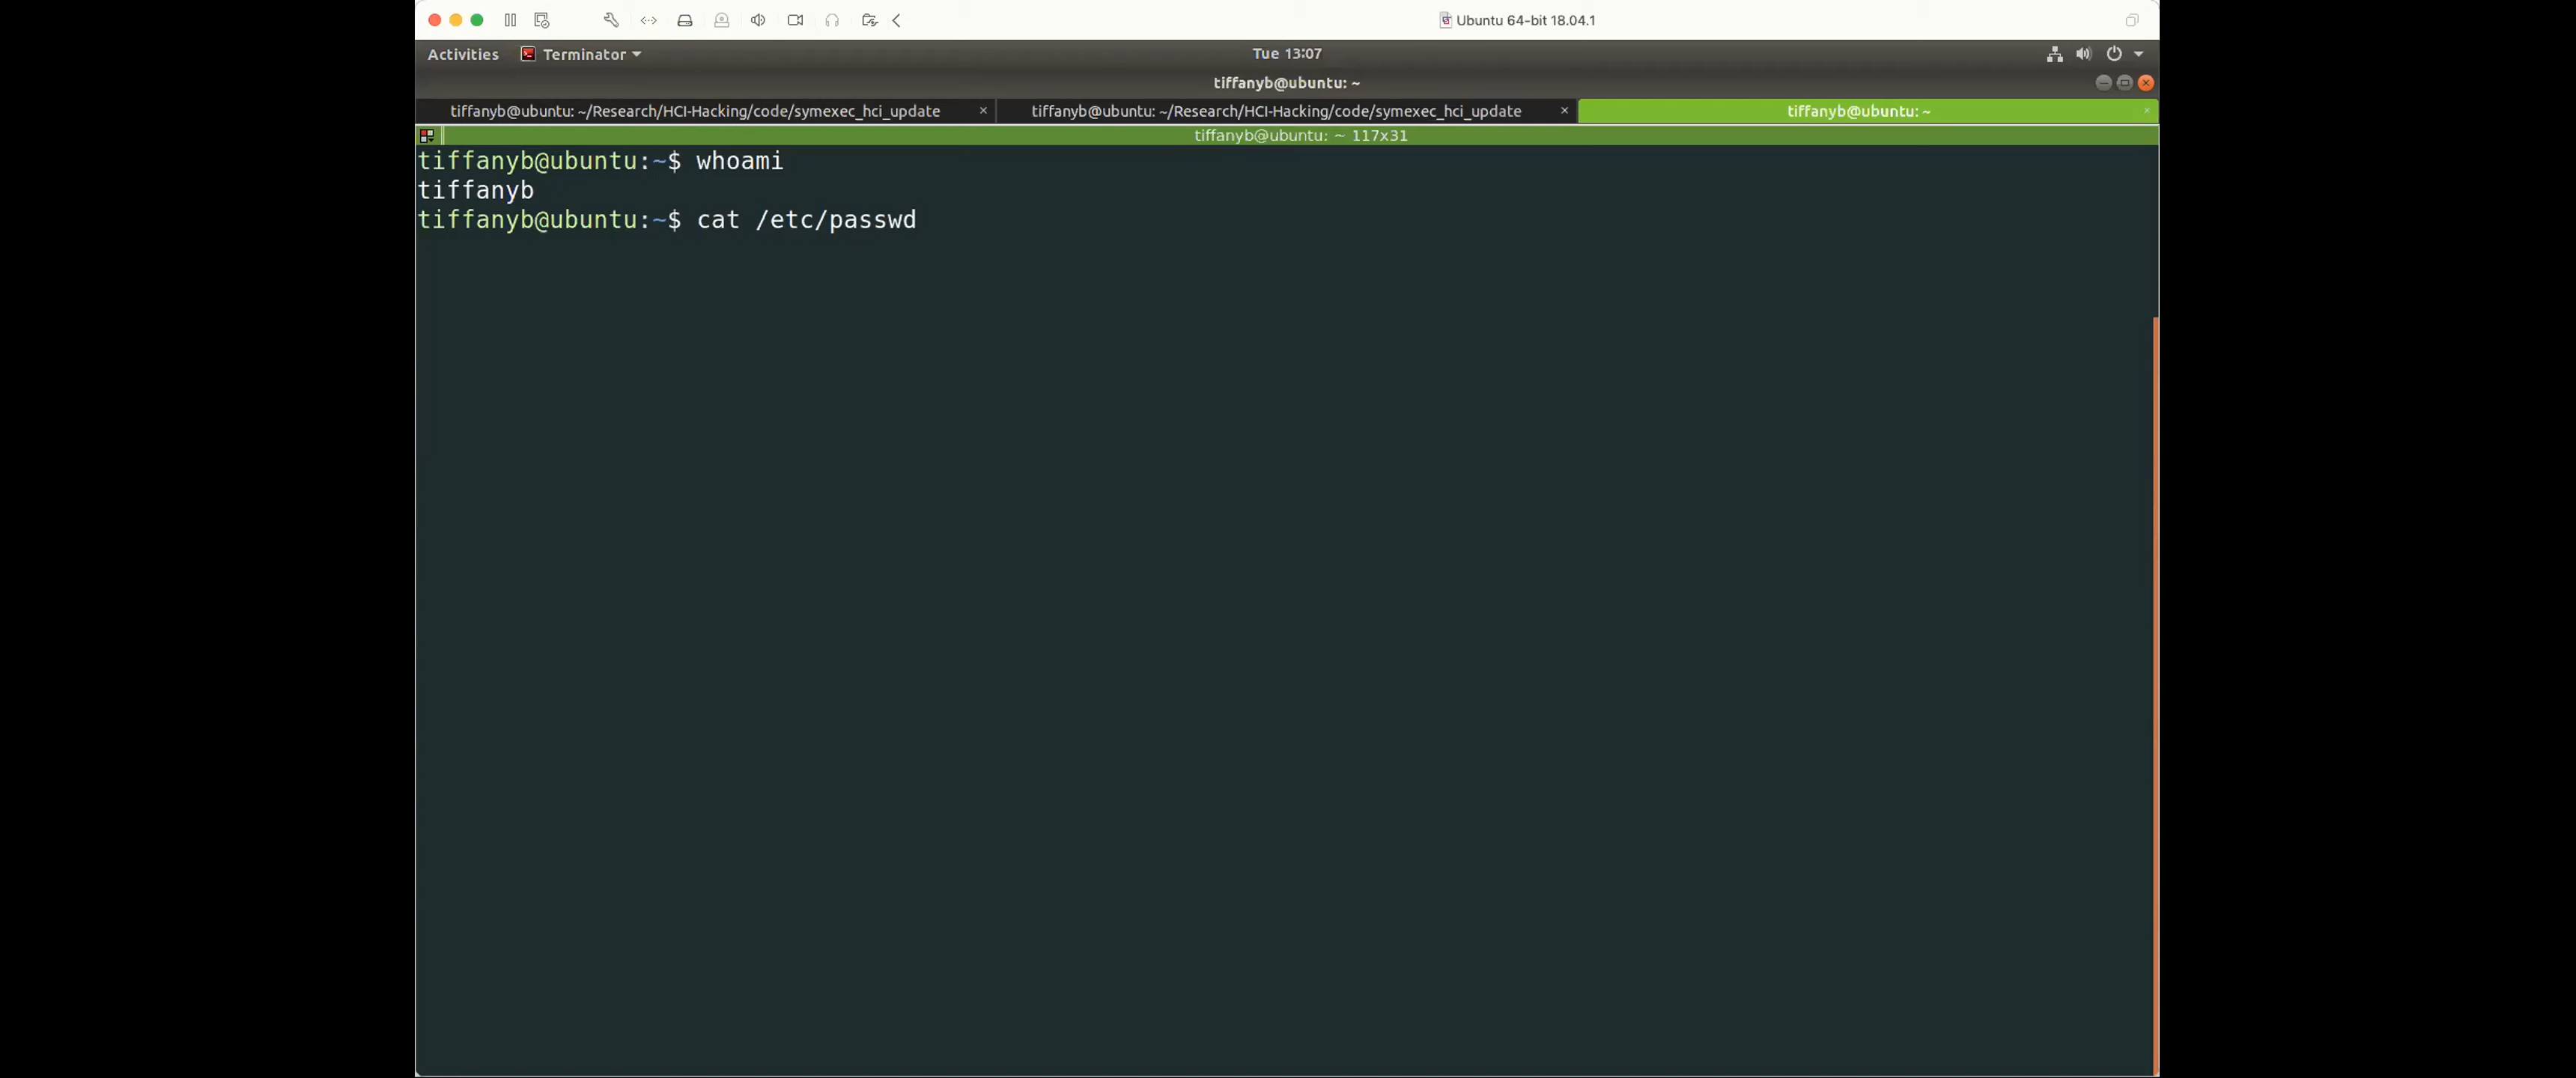 Ubuntu 64-bit 18.04.1
Activities Terminator Tue 13:07
tiffanyb@ubuntu: ~
tiffanyb@ubuntu: ~/Research/HCI-Hacking/code/symexec_hci_update × tiffanyb@ubuntu: ~/Research/HCI-Hacking/code/symexec_hci_update × tiffanyb@ubuntu: ~ ×
tiffanyb@ubuntu: ~ 117x31
tiffanyb@ubuntu:~$ whoami
tiffanyb
tiffanyb@ubuntu:~$ cat /etc/passwd